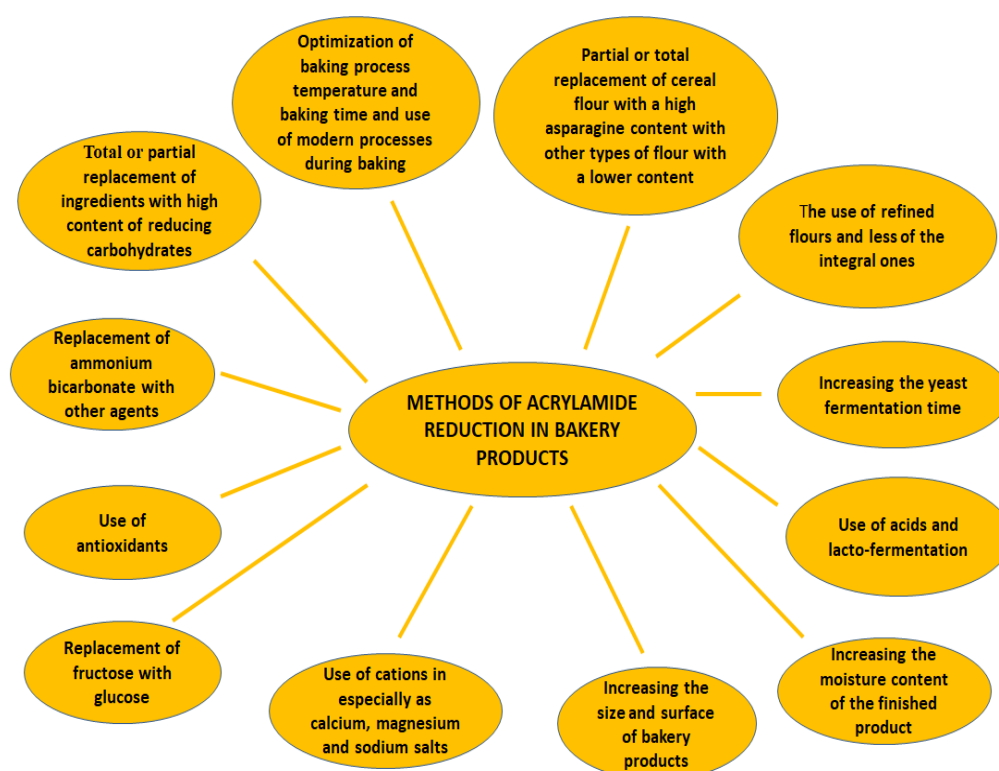 Optimization of
baking process
temperature and
baking time and use
of modern processes
during baking
Partial or total
replacement of cereal
flour with a high
asparagine content with
other types of flour with
a lower content
Total or partial
replacement of
ingredients with high
content of reducing
carbohydrates
The use of refined
flours and less of the
integral ones
Replacement of
ammonium
bicarbonate with
other agents
METHODS OF ACRYLAMIDE
REDUCTION IN BAKERY
PRODUCTS
Increasing the yeast
fermentation time
Use of
antioxidants
Use of acids and
lacto-fermentation
Replacement of
fructose with
glucose
Use of cations in
especially as
calcium, magnesium
and sodium salts
Increasing the
size and surface
of bakery
products
Increasing the
moisture content
of the finished
product